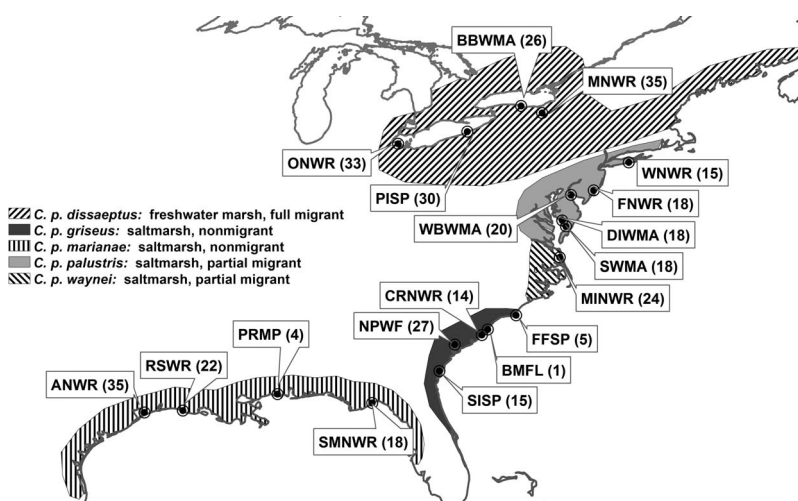 BBWMA (26)
MNWR (35)
ONWR (33)
PISP (30)
WNWR (15)
FNWR (18)
WBWMA (20)
DIWMA (18)
SWMA (18)
MINWR (24)
C. p. dissaeptus: freshwater marsh, full migrant
C. p. griseus: saltmarsh, nonmigrant
C. p. marianae: saltmarsh, nonmigrant
C. p. palustris: saltmarsh, partial migrant
C. p. waynei: saltmarsh, partial migrant
CRNWR (14)
NPWF (27)
FFSP (5)
BMFL (1)
SISP (15)
PRMP (4)
RSWR (22)
ANWR (35)
SMNWR (18)